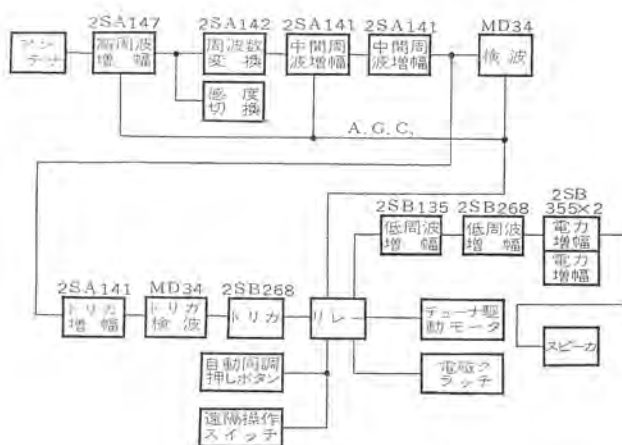 2SA147
2SA142
2SA141
2SA141
MD34
アン
テナ
高周波
増幅
周波数
変換
中間周
波増幅
中間周
波増幅
検波
感度
切換
A.G.C.
2SB135
2SB268
2SB
355×2
低周波
増幅
低周波
増幅
電力
増幅
電力
増幅
2SA141
MD34
2SB268
トリガ
増幅
トリガ
検波
トリガ
リレー
チューナ駆
動モータ
スピーカ
自動同調
押しボタン
電磁ク
ラッチ
遠隔操作
スイッチ